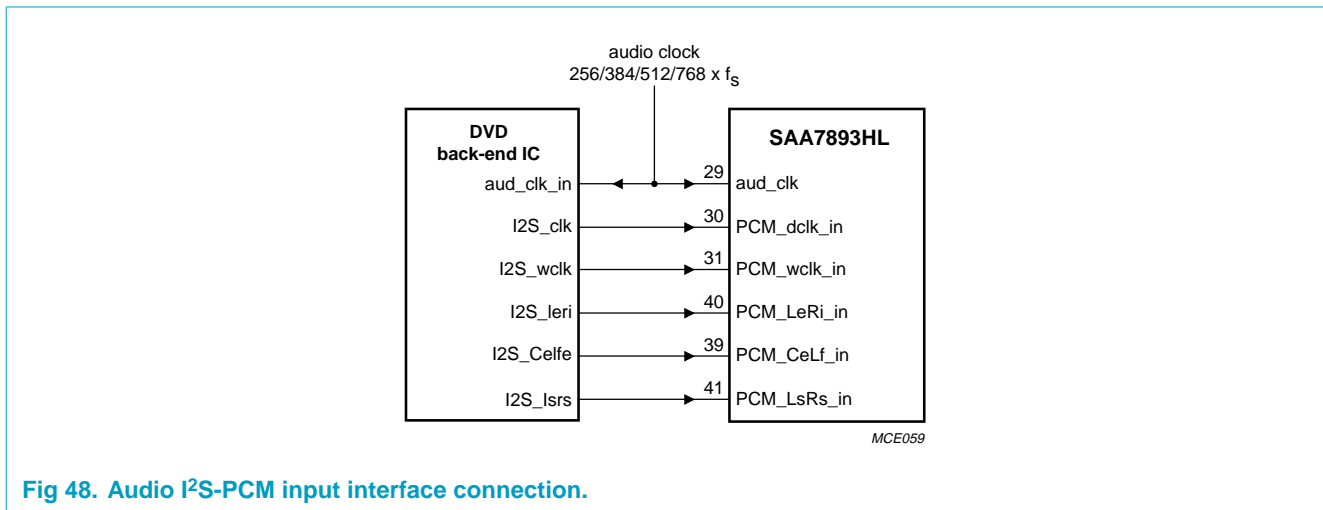 audio clock
256/384/512/768 x fS
DVD
back-end IC
SAA7893HL
aud_clk_in
29
aud_clk
I2S_clk
30
PCM_dclk_in
I2S_wclk
31
PCM_wclk_in
I2S_leri
40
PCM_LeRi_in
I2S_Celfe
39
PCM_CeLf_in
I2S_lsrs
41
PCM_LsRs_in
MCE059
Fig 48. Audio I²S-PCM input interface connection.